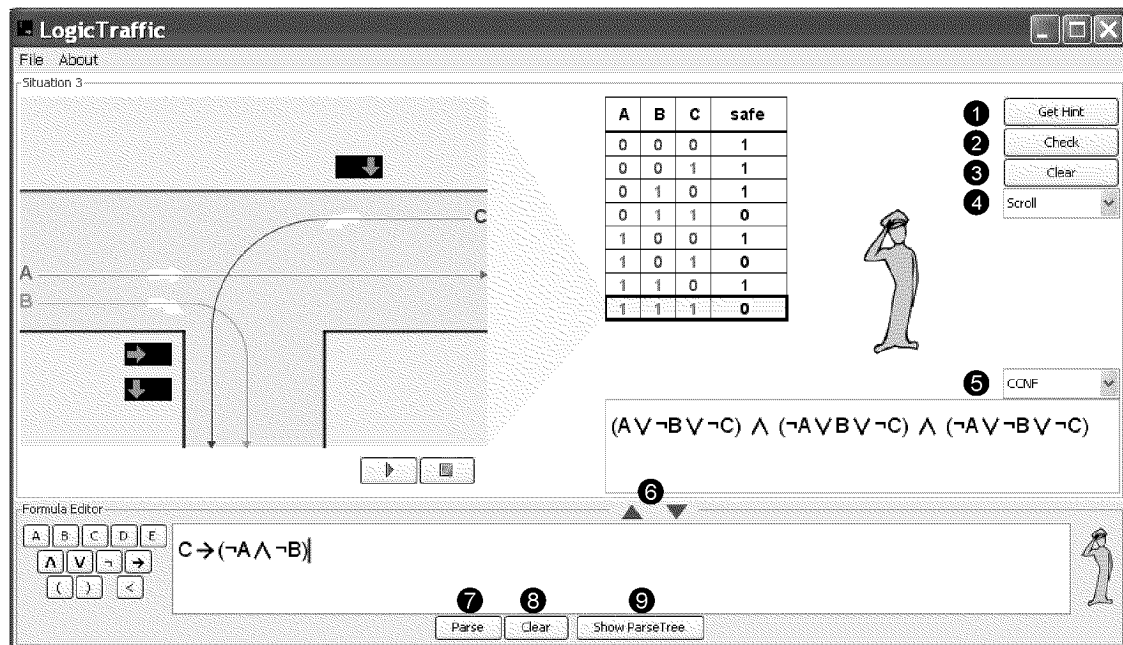 LogicTraffic
File About
Situation 3
A B C safe
0 0 0 1
0 0 1 1
0 1 0 1
0 1 1 0
1 0 0 1
1 0 1 0
1 1 0 1
1 1 1 0
1 Get Hint
2 Check
3 Clear
4 Scroll
C
A
B
5 CCNF
(A∨¬B∨¬C) ∧ (¬A∨B∨¬C) ∧ (¬A∨¬B∨¬C)
6
Formula Editor
A B C D E
∧ ∨ ¬ →
( ) <
C→(¬A∧¬B)
7 8 9
Parse Clear Show ParseTree